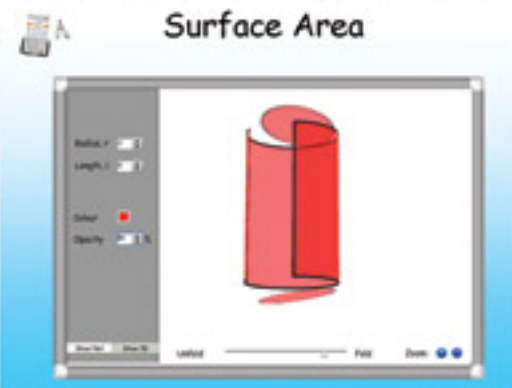 Surface Area
Radius, r
Length, l
Colour
Opacity %
Unfold Fold Zoom